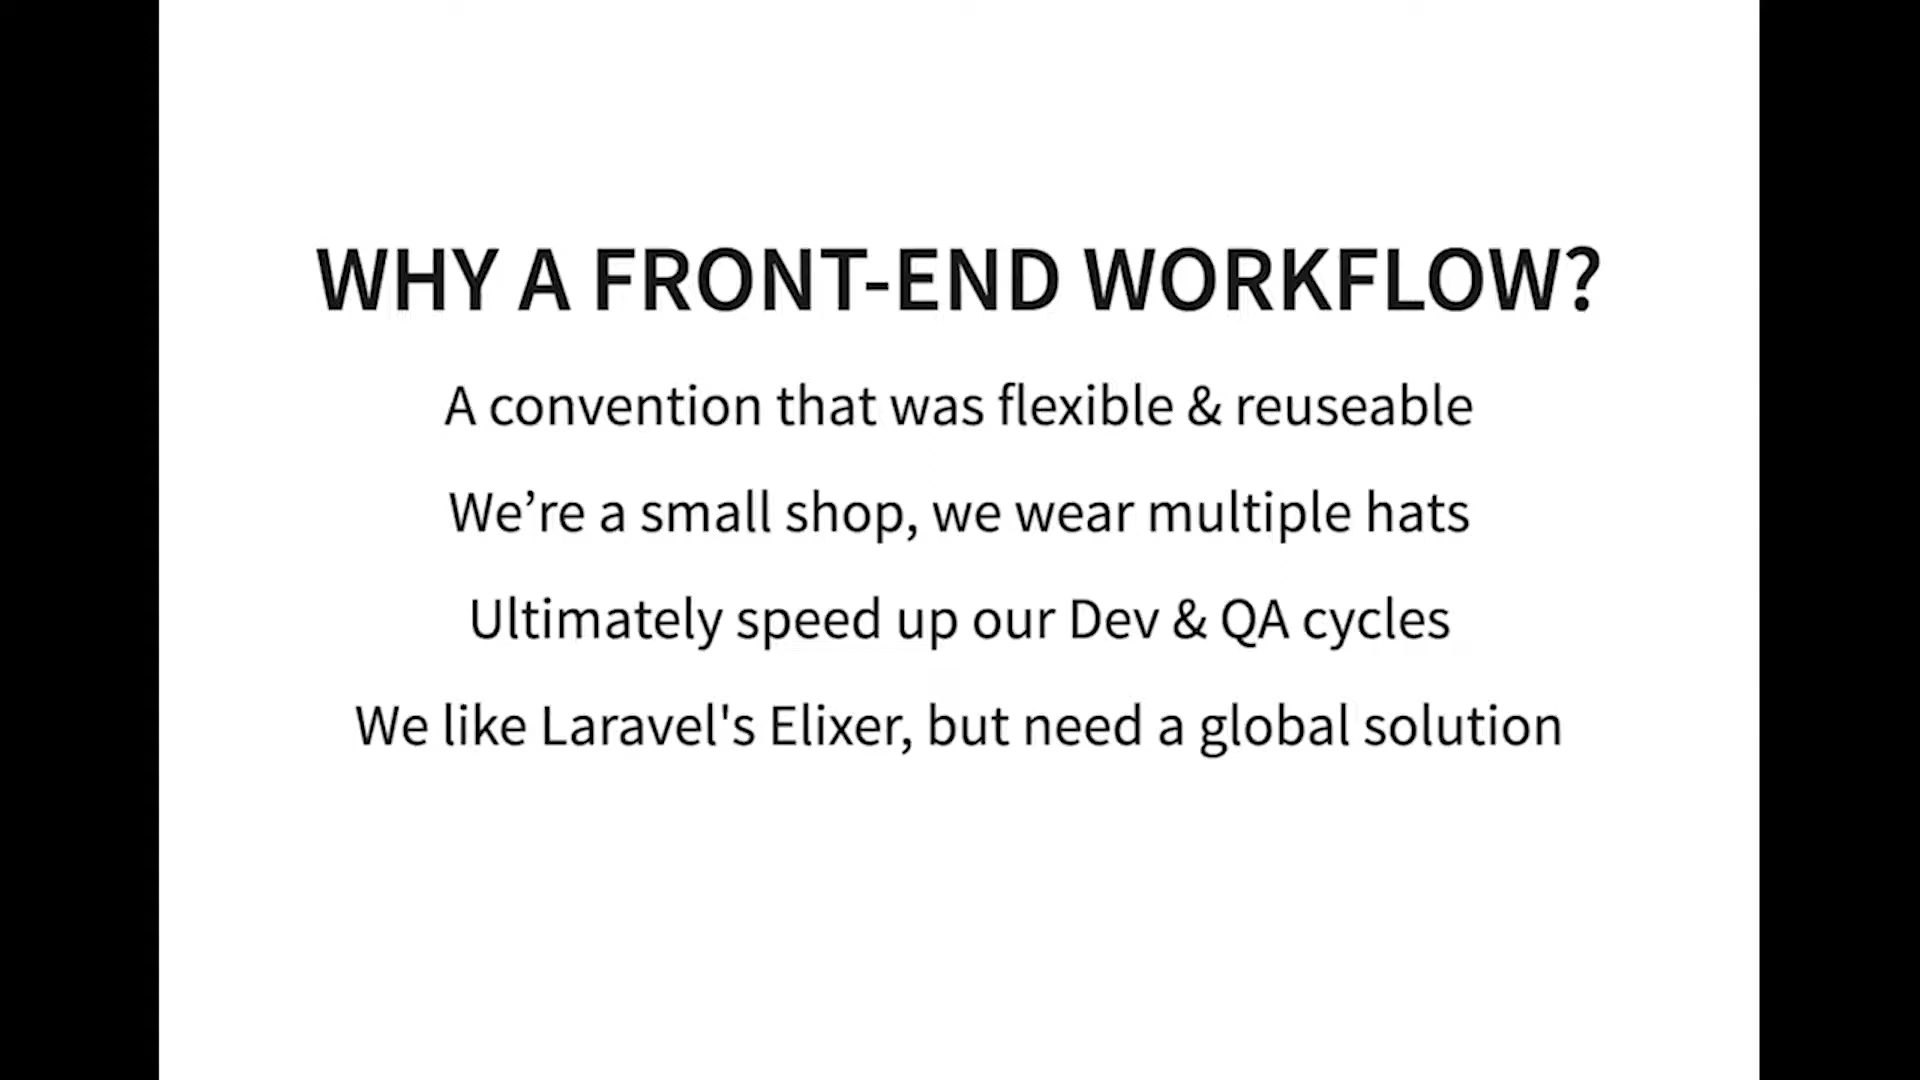 WHY A FRONT-END WORKFLOW?
A convention that was flexible & reuseable
We’re a small shop, we wear multiple hats
Ultimately speed up our Dev & QA cycles
We like Laravel's Elixer, but need a global solution